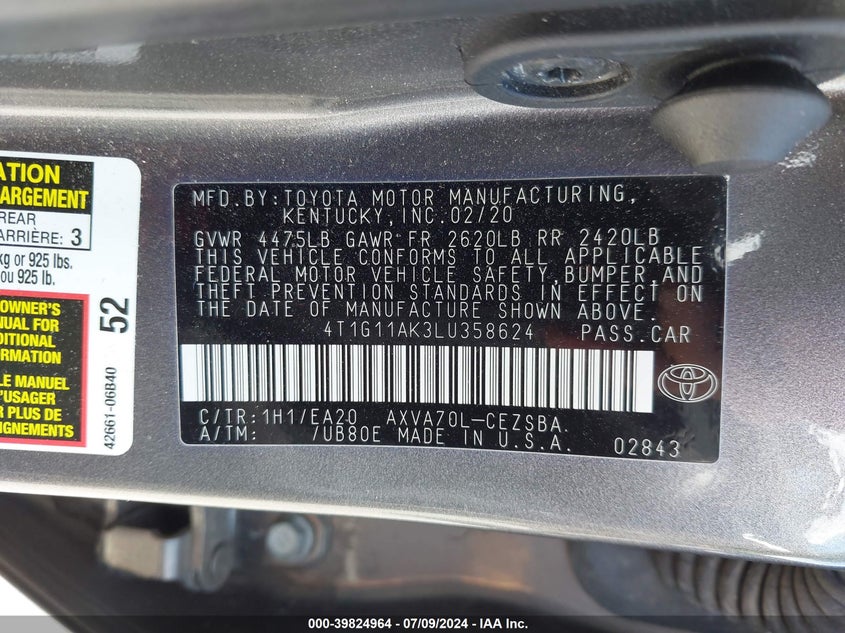 ATION
ARGEMENT
REAR
ARRIÈRE: 3
kg or 925 lbs.
ou 925 lb.
OWNER'S
MANUAL FOR
DDITIONAL
FORMATION
LE MANUEL
'USAGER
R PLUS DE
IGNEMENTS
52
42661-06B40
MFD.BY:TOYOTA MOTOR MANUFACTURING,
KENTUCKY,INC.02/20
GVWR 4475LB GAWR FR 2620LB RR 2420LB
THIS VEHICLE CONFORMS TO ALL APPLICABLE
FEDERAL MOTOR VEHICLE SAFETY,BUMPER,AND
THEFT PREVENTION STANDARDS IN EFFECT ON
THE DATE OF MANUFACTURE SHOWN ABOVE.
4T1G11AK3LU358624 PASS.CAR
C/TR:1H1/EA20 AXVA70L-CEZSBA.
A/TM: /UB80E MADE IN U.S.A.
02843
000-39824964 - 07/09/2024 - IAA Inc.